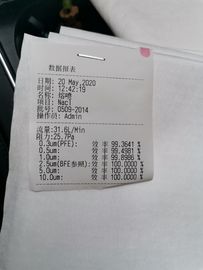 数据报表
日期: 20 May,2020
时间: 12:42:19
名称: 熔喷
项目: Nacl
批号: 0509-2014
操作员: Admin
流量:31.6L/Min
阻力:25.7Pa
0.3um(PFE): 效 率 99.3641 %
0.5um: 效 率 99.4981 %
1.0um: 效 率 99.8986 %
2.5um(BFE参照): 效 率 100.0000 %
5.0um: 效 率 100.0000 %
10.0um: 效 率 100.0000 %